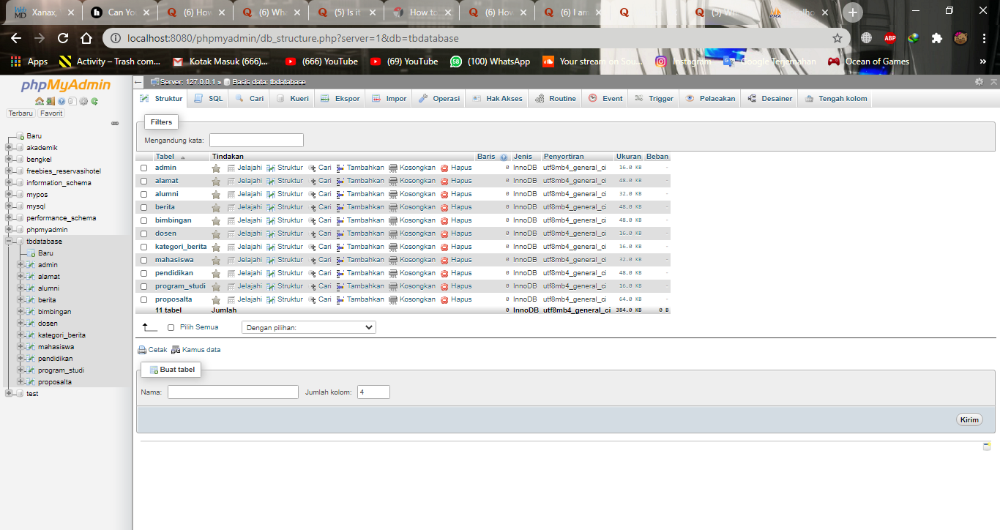 Xanax,
Can Yo
(6) How
(6) Wha
(5) Is it
How to
(6) How
(6) I am
localhost:8080/phpmyadmin/db_structure.php?server=1&db=tbdatabase
ABP
Apps
Activity – Trash com...
Kotak Masuk (666)...
(666) YouTube
(69) YouTube
(100) WhatsApp
Your stream on Sou...
Instagram
Google Terjemahan
Ocean of Games
»
phpMyAdmin
Terbaru Favorit
Baru
akademik
bengkel
freebies_reservasihotel
information_schema
mypos
mysql
performance_schema
phpmyadmin
tbdatabase
Baru
admin
alamat
alumni
berita
bimbingan
dosen
kategori_berita
mahasiswa
pendidikan
program_studi
proposalta
test
Server: 127.0.0.1 » Basis data: tbdatabase
Struktur SQL Cari Kueri Ekspor Impor Operasi Hak Akses Routine Event Trigger Pelacakan Desainer Tengah kolom
Filters
Mengandung kata:
Tabel Tindakan Baris Jenis Penyortiran Ukuran Beban
admin Jelajahi Struktur Cari Tambahkan Kosongkan Hapus 0 InnoDB utf8mb4_general_ci 16.0 KB -
alamat Jelajahi Struktur Cari Tambahkan Kosongkan Hapus 0 InnoDB utf8mb4_general_ci 48.0 KB -
alumni Jelajahi Struktur Cari Tambahkan Kosongkan Hapus 0 InnoDB utf8mb4_general_ci 32.0 KB -
berita Jelajahi Struktur Cari Tambahkan Kosongkan Hapus 0 InnoDB utf8mb4_general_ci 48.0 KB -
bimbingan Jelajahi Struktur Cari Tambahkan Kosongkan Hapus 0 InnoDB utf8mb4_general_ci 48.0 KB -
dosen Jelajahi Struktur Cari Tambahkan Kosongkan Hapus 0 InnoDB utf8mb4_general_ci 16.0 KB -
kategori_berita Jelajahi Struktur Cari Tambahkan Kosongkan Hapus 0 InnoDB utf8mb4_general_ci 16.0 KB -
mahasiswa Jelajahi Struktur Cari Tambahkan Kosongkan Hapus 0 InnoDB utf8mb4_general_ci 32.0 KB -
pendidikan Jelajahi Struktur Cari Tambahkan Kosongkan Hapus 0 InnoDB utf8mb4_general_ci 48.0 KB -
program_studi Jelajahi Struktur Cari Tambahkan Kosongkan Hapus 0 InnoDB utf8mb4_general_ci 16.0 KB -
proposalta Jelajahi Struktur Cari Tambahkan Kosongkan Hapus 0 InnoDB utf8mb4_general_ci 64.0 KB -
11 tabel Jumlah 0 InnoDB utf8mb4_general_ci 384.0 KB 0 B
Pilih Semua Dengan pilihan:
Cetak Kamus data
Buat tabel
Nama: Jumlah kolom: 4
Kirim